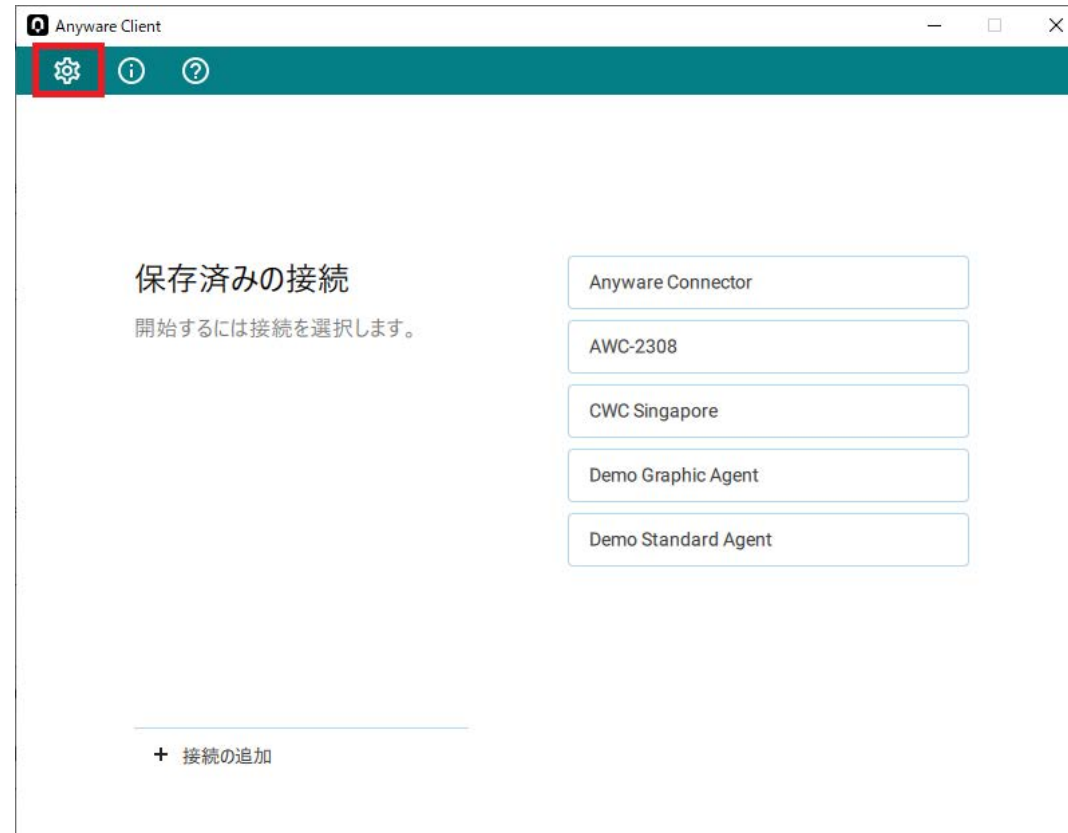 Anyware Client
保存済みの接続
開始するには接続を選択します。
Anyware Connector
AWC-2308
CWC Singapore
Demo Graphic Agent
Demo Standard Agent
+ 接続の追加